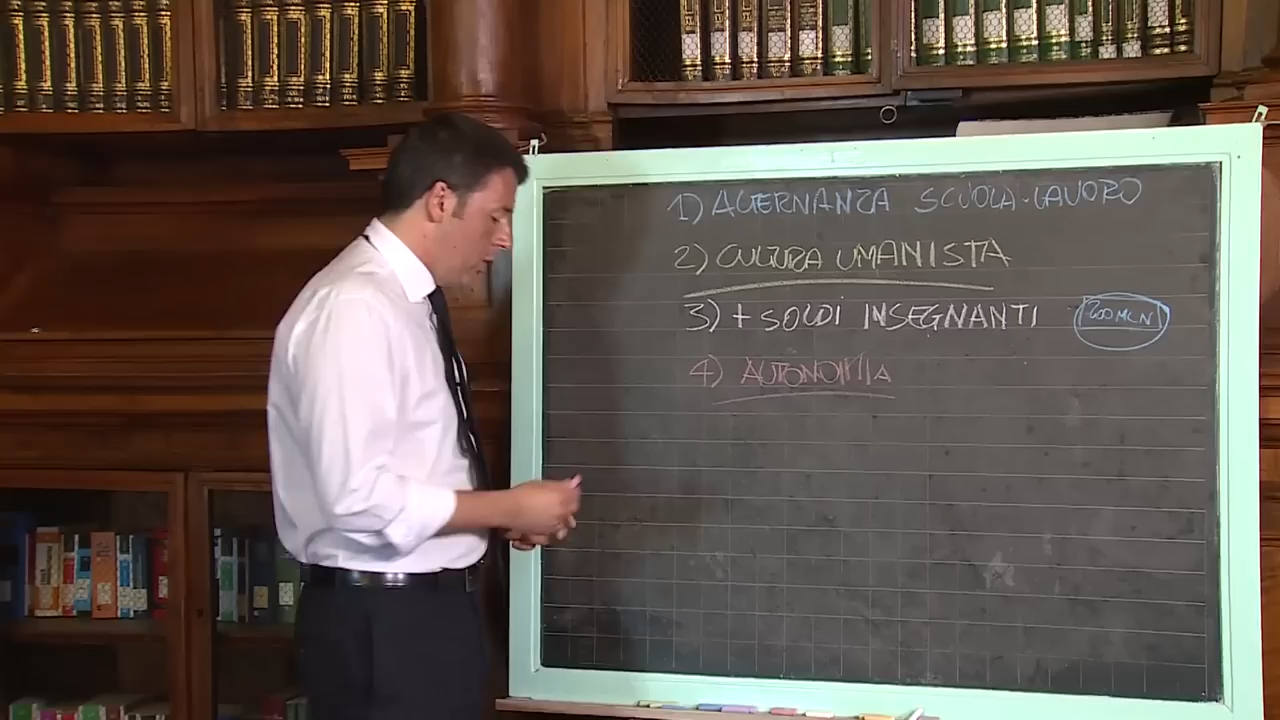 1) ALTERNANZA SCUOLA-LAVORO
2) CULTURA UMANISTA
3) + SOLDI INSEGNANTI 200 MLN
4) AUTONOMIA